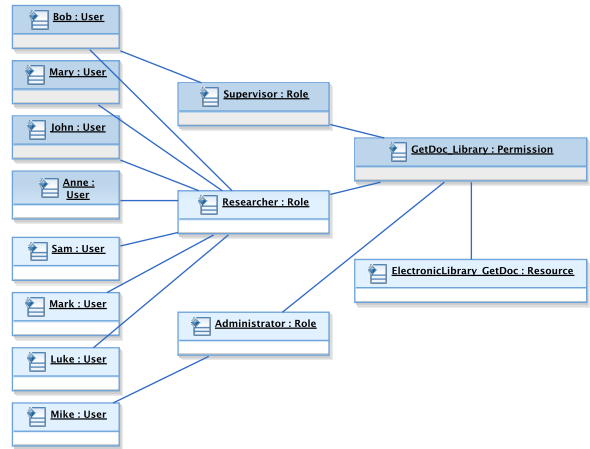 Bob : User
Mary : User
John : User
Anne :
User
Sam : User
Mark : User
Luke : User
Mike : User
Supervisor : Role
Researcher : Role
Administrator : Role
GetDoc_Library : Permission
ElectronicLibrary_GetDoc : Resource